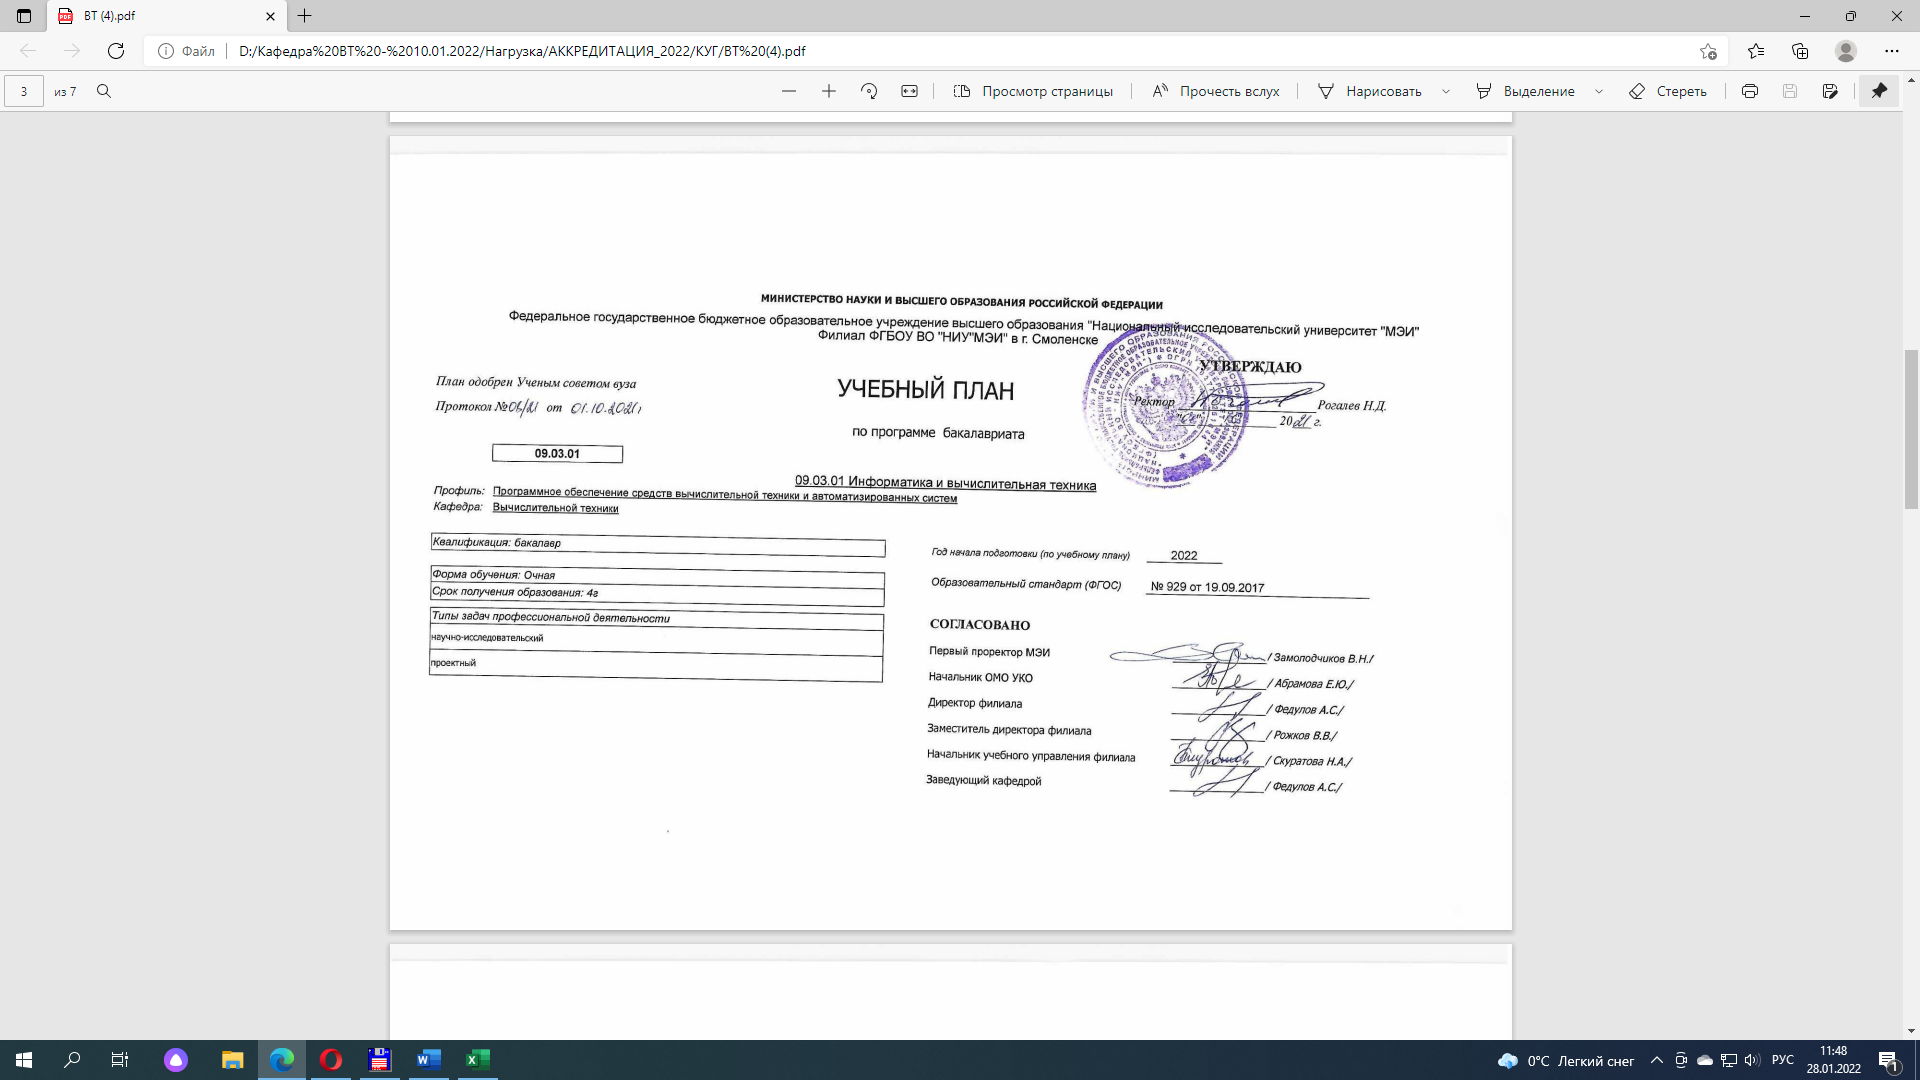 ВТ (4).pdf
Файл
D:/Кафедра%20ВТ%20-%2010.01.2022/Нагрузка/АККРЕДИТАЦИЯ_2022/КУГ/ВТ%20(4).pdf
3 из 7
Просмотр страницы
Прочесть вслух
Нарисовать
Выделение
Стереть
МИНИСТЕРСТВО НАУКИ И ВЫСШЕГО ОБРАЗОВАНИЯ РОССИЙСКОЙ ФЕДЕРАЦИИ
Федеральное государственное бюджетное образовательное учреждение высшего образования "Национальный исследовательский университет "МЭИ"
Филиал ФГБОУ ВО "НИУ"МЭИ" в г. Смоленске
УТВЕРЖДАЮ
План одобрен Ученым советом вуза
Протокол № 08/21 от 01.10.2021г
УЧЕБНЫЙ ПЛАН
Ректор Рогалев Н.Д.
2021 г.
по программе бакалавриата
09.03.01
09.03.01 Информатика и вычислительная техника
Профиль: Программное обеспечение средств вычислительной техники и автоматизированных систем
Кафедра: Вычислительной техники
Квалификация: бакалавр
Форма обучения: Очная
Срок получения образования: 4г
Типы задач профессиональной деятельности
научно-исследовательский
проектный
Год начала подготовки (по учебному плану) 2022
Образовательный стандарт (ФГОС) № 929 от 19.09.2017
СОГЛАСОВАНО
Первый проректор МЭИ / Замолодчиков В.Н./
Начальник ОМО УКО / Абрамова Е.Ю./
Директор филиала / Федулов А.С./
Заместитель директора филиала / Рожков В.В./
Начальник учебного управления филиала / Скуратова Н.А./
Заведующий кафедрой / Федулов А.С./
0°C Легкий снег
РУС
11:48
28.01.2022
1